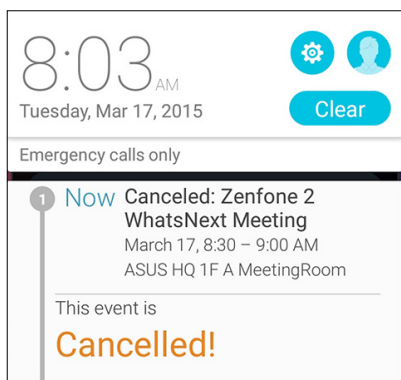 8:03 AM
Tuesday, Mar 17, 2015
Clear
Emergency calls only
1
Now Canceled: Zenfone 2
WhatsNext Meeting
March 17, 8:30 – 9:00 AM
ASUS HQ 1F A MeetingRoom
This event is
Cancelled!